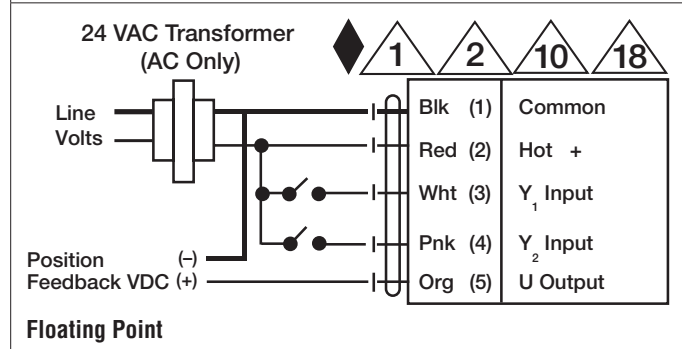 24 VAC Transformer
(AC Only)
1 2 10 18
Line
Volts
Blk (1) Common
Red (2) Hot +
Wht (3) Y1 Input
Pnk (4) Y2 Input
Org (5) U Output
Position (–)
Feedback VDC (+)
Floating Point